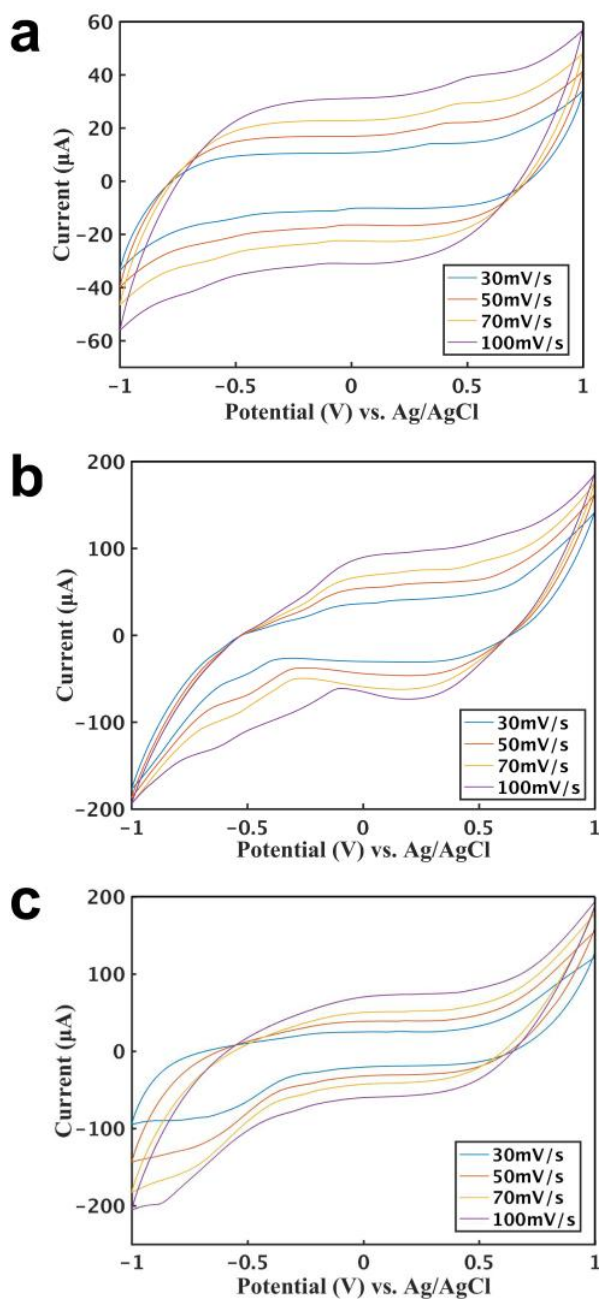 a
60
40
20
0
−20
−40
−60
Current (µA)
30mV/s
50mV/s
70mV/s
100mV/s
−1 −0.5 0 0.5 1
Potential (V) vs. Ag/AgCl
b
200
100
0
−100
−200
Current (µA)
30mV/s
50mV/s
70mV/s
100mV/s
−1 −0.5 0 0.5 1
Potential (V) vs. Ag/AgCl
c
200
100
0
−100
−200
Current (µA)
30mV/s
50mV/s
70mV/s
100mV/s
−1 −0.5 0 0.5 1
Potential (V) vs. Ag/AgCl